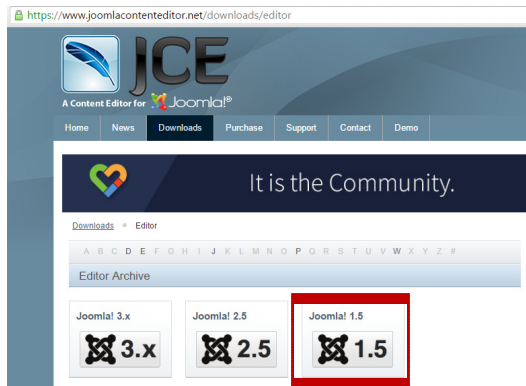 https://www.joomlacontenteditor.net/downloads/editor
JCE
A Content Editor for Joomla!®
Home News Downloads Purchase Support Contact Demo
It is the Community.
Downloads Editor
A B C D E F G H I J K L M N O P Q R S T U V W X Y Z #
Editor Archive
Joomla! 3.x Joomla! 2.5 Joomla! 1.5
3.x 2.5 1.5